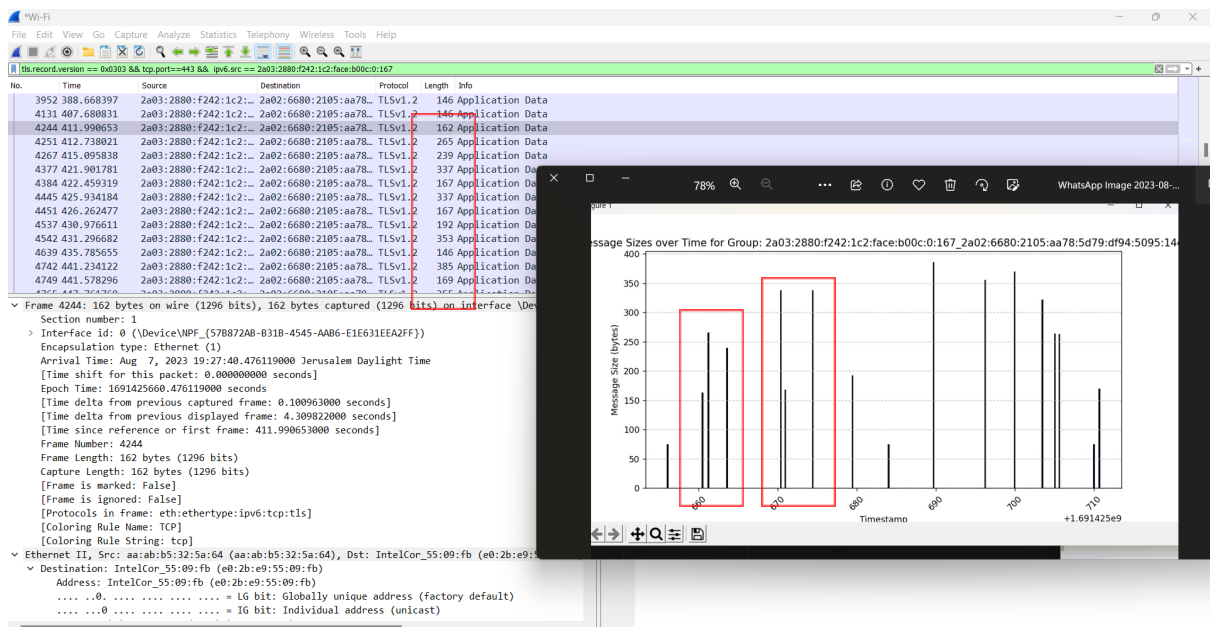 *Wi-Fi
File Edit View Go Capture Analyze Statistics Telephony Wireless Tools Help
tls.record.version == 0x0303 && tcp.port==443 && ipv6.src == 2a03:2880:f242:1c2:face:b00c:0:167
No. Time Source Destination Protocol Length Info
3952 388.668397 2a03:2880:f242:1c2:… 2a02:6680:2105:aa78… TLSv1.2 146 Application Data
4131 407.680831 2a03:2880:f242:1c2:… 2a02:6680:2105:aa78… TLSv1.2 146 Application Data
4244 411.990653 2a03:2880:f242:1c2:… 2a02:6680:2105:aa78… TLSv1.2 162 Application Data
4251 412.738021 2a03:2880:f242:1c2:… 2a02:6680:2105:aa78… TLSv1.2 265 Application Data
4267 415.095838 2a03:2880:f242:1c2:… 2a02:6680:2105:aa78… TLSv1.2 239 Application Data
4377 421.901781 2a03:2880:f242:1c2:… 2a02:6680:2105:aa78… TLSv1.2 337 Application Da
4384 422.459319 2a03:2880:f242:1c2:… 2a02:6680:2105:aa78… TLSv1.2 167 Application Da
4445 425.934184 2a03:2880:f242:1c2:… 2a02:6680:2105:aa78… TLSv1.2 337 Application Da
4451 426.262477 2a03:2880:f242:1c2:… 2a02:6680:2105:aa78… TLSv1.2 167 Application Da
4537 430.976611 2a03:2880:f242:1c2:… 2a02:6680:2105:aa78… TLSv1.2 192 Application Da
4542 431.296682 2a03:2880:f242:1c2:… 2a02:6680:2105:aa78… TLSv1.2 353 Application Da
4639 435.785655 2a03:2880:f242:1c2:… 2a02:6680:2105:aa78… TLSv1.2 146 Application Da
4742 441.234122 2a03:2880:f242:1c2:… 2a02:6680:2105:aa78… TLSv1.2 385 Application Da
4749 441.578296 2a03:2880:f242:1c2:… 2a02:6680:2105:aa78… TLSv1.2 169 Application Da
Frame 4244: 162 bytes on wire (1296 bits), 162 bytes captured (1296 bits) on interface \Dev
Section number: 1
Interface id: 0 (\Device\NPF_{57B872AB-B31B-4545-AAB6-E1E631EEA2FF})
Encapsulation type: Ethernet (1)
Arrival Time: Aug 7, 2023 19:27:40.476119000 Jerusalem Daylight Time
[Time shift for this packet: 0.000000000 seconds]
Epoch Time: 1691425660.476119000 seconds
[Time delta from previous captured frame: 0.100963000 seconds]
[Time delta from previous displayed frame: 4.309822000 seconds]
[Time since reference or first frame: 411.990653000 seconds]
Frame Number: 4244
Frame Length: 162 bytes (1296 bits)
Capture Length: 162 bytes (1296 bits)
[Frame is marked: False]
[Frame is ignored: False]
[Protocols in frame: eth:ethertype:ipv6:tcp:tls]
[Coloring Rule Name: TCP]
[Coloring Rule String: tcp]
Ethernet II, Src: aa:ab:b5:32:5a:64 (aa:ab:b5:32:5a:64), Dst: IntelCor_55:09:fb (e0:2b:e9:5
Destination: IntelCor_55:09:fb (e0:2b:e9:55:09:fb)
Address: IntelCor_55:09:fb (e0:2b:e9:55:09:fb)
.... ..0. .... .... .... .... = LG bit: Globally unique address (factory default)
.... ...0 .... .... .... .... = IG bit: Individual address (unicast)
78%
WhatsApp Image 2023-08-...
gure 1
essage Sizes over Time for Group: 2a03:2880:f242:1c2:face:b00c:0:167_2a02:6680:2105:aa78:5d79:df94:5095:14
400
350
300
250
200
150
100
50
0
Message Size (bytes)
660 670 680 690 700 710
Timestamp
+1.691425e9